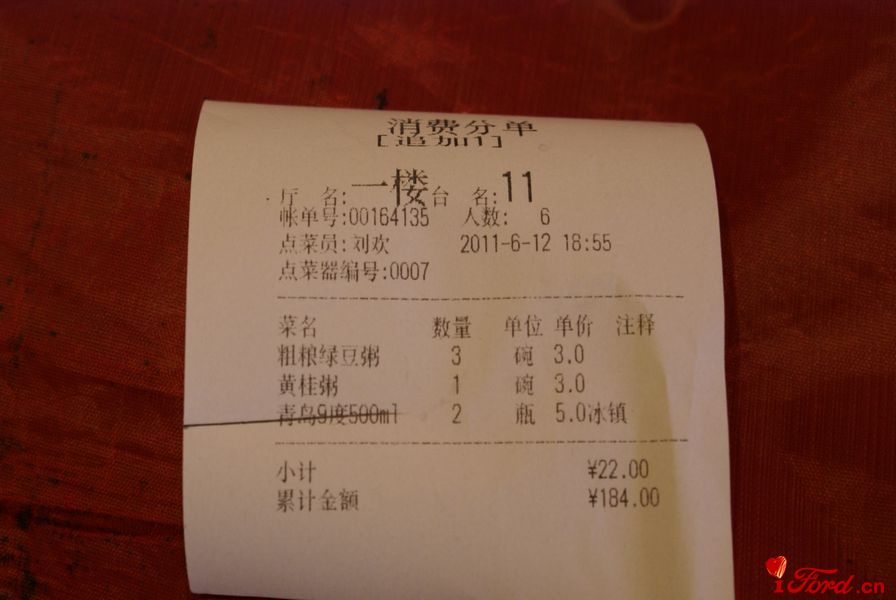 消费分单
[追加1]
厅 名:一楼台 名:11
帐单号:00164135 人数: 6
点菜员:刘欢 2011-6-12 18:55
点菜器编号:0007
菜名 数量 单位 单价 注释
粗粮绿豆粥 3 碗 3.0
黄桂粥 1 碗 3.0
青岛9度500ml 2 瓶 5.0冰镇
小计 ¥22.00
累计金额 ¥184.00
iFord.cn